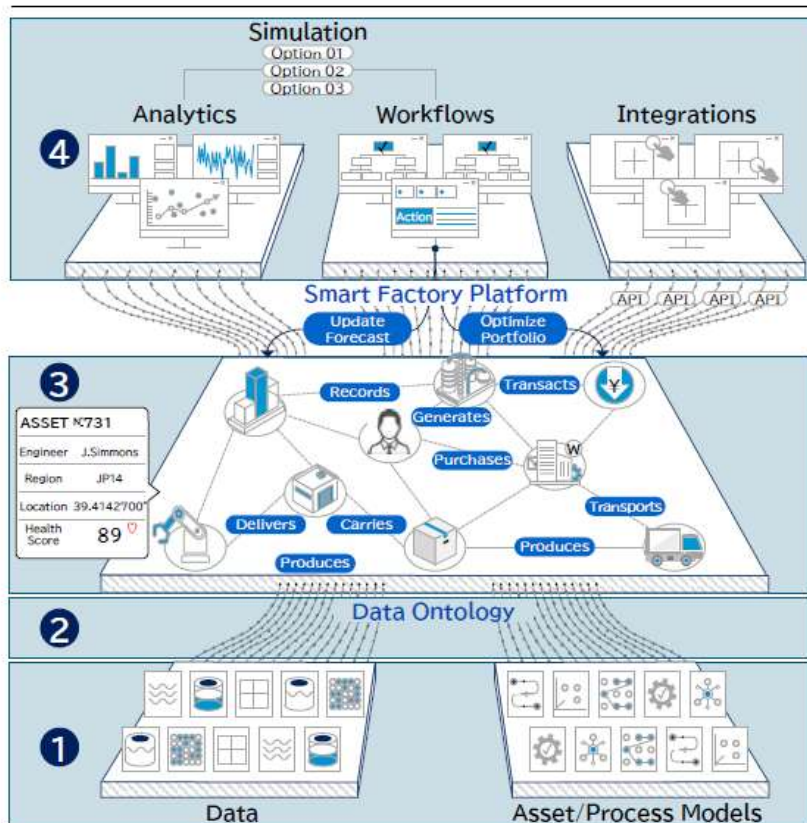 Simulation
Option 01
Option 02
Option 03
Analytics
Workflows
Integrations
4
Action
Smart Factory Platform
API
API
API
API
Update
Forecast
Optimize
Portfolio
3
Records
Transacts
¥
Generates
ASSET №731
Engineer J.Simmons
Region JP14
Location 39.4142700°
Health
Score
89
W
Purchases
Delivers
Carries
Transports
Produces
Produces
2
Data Ontology
1
Data
Asset/Process Models